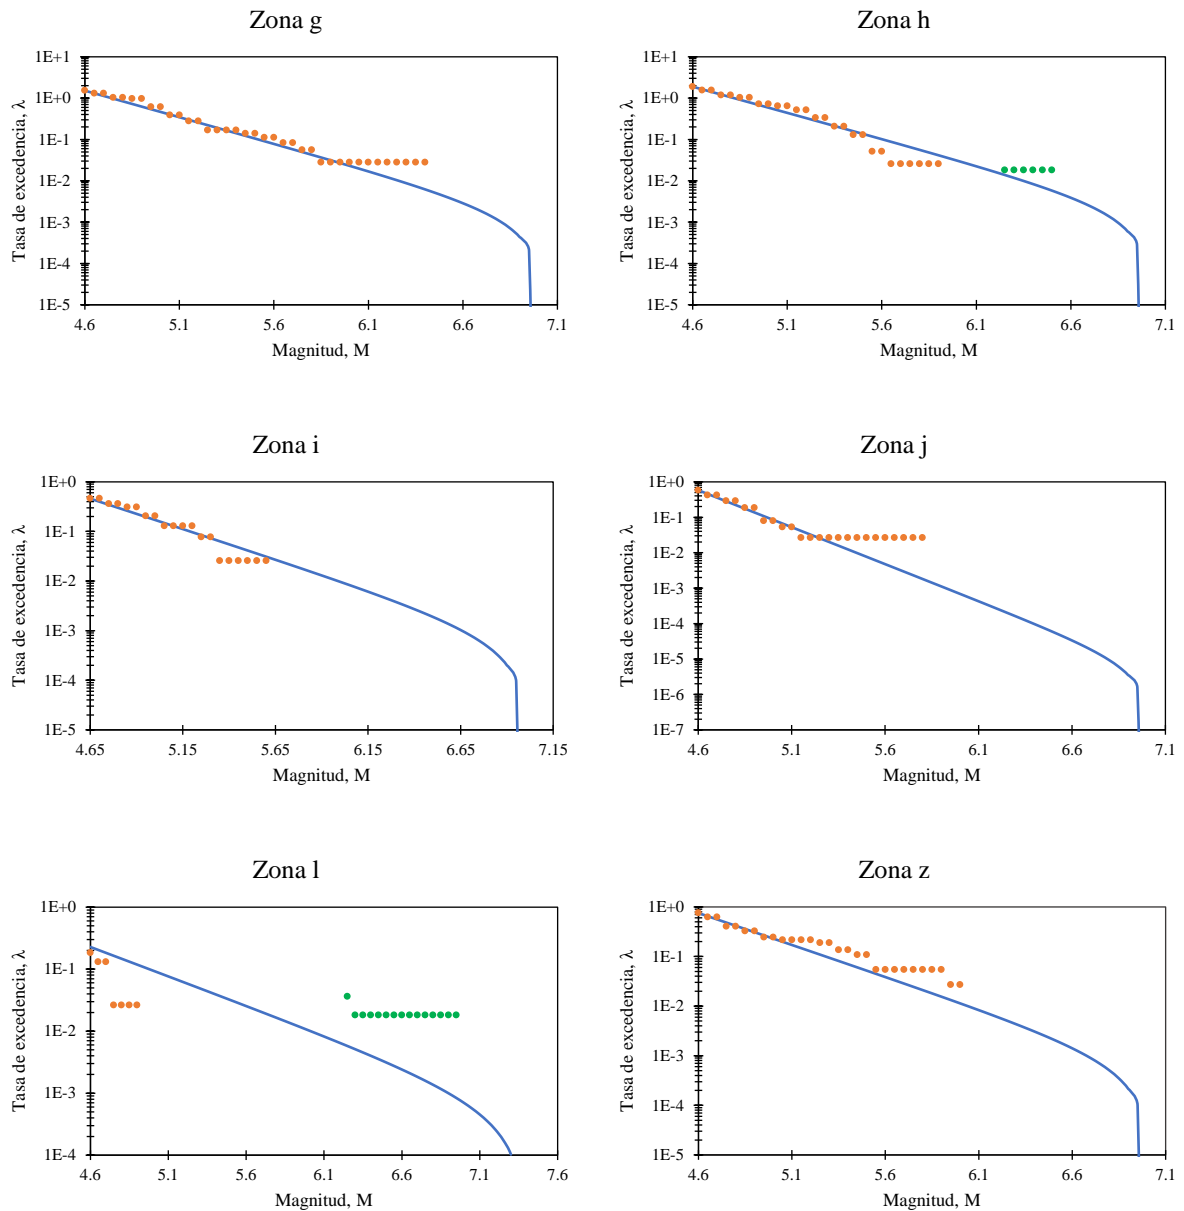 Zona g
1E+1
1E+0
1E-1
1E-2
1E-3
1E-4
1E-5
4.6 5.1 5.6 6.1 6.6 7.1
Tasa de excedencia, λ
Magnitud, M
Zona h
1E+1
1E+0
1E-1
1E-2
1E-3
1E-4
1E-5
4.6 5.1 5.6 6.1 6.6 7.1
Tasa de excedencia, λ
Magnitud, M
Zona i
1E+0
1E-1
1E-2
1E-3
1E-4
1E-5
4.65 5.15 5.65 6.15 6.65 7.15
Tasa de excedencia, λ
Magnitud, M
Zona j
1E+0
1E-1
1E-2
1E-3
1E-4
1E-5
1E-6
1E-7
4.6 5.1 5.6 6.1 6.6 7.1
Tasa de excedencia, λ
Magnitud, M
Zona l
1E+0
1E-1
1E-2
1E-3
1E-4
4.6 5.1 5.6 6.1 6.6 7.1 7.6
Tasa de excedencia, λ
Magnitud, M
Zona z
1E+0
1E-1
1E-2
1E-3
1E-4
1E-5
4.6 5.1 5.6 6.1 6.6 7.1
Tasa de excedencia, λ
Magnitud, M